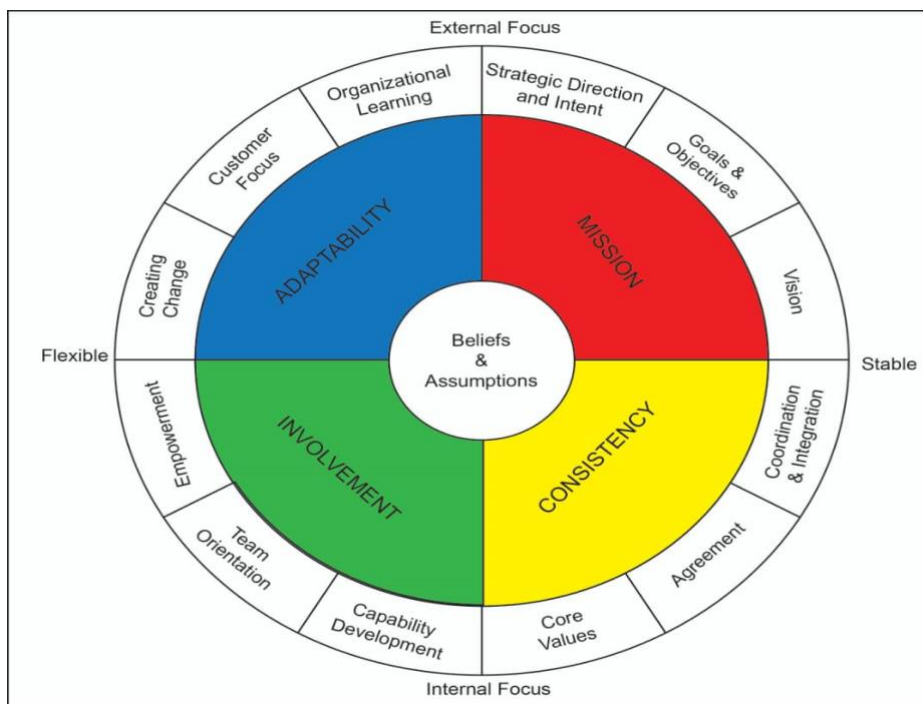 External Focus
Organizational
Learning
Strategic Direction
and Intent
Customer
Focus
Goals &
Objectives
Creating
Change
ADAPTABILITY
MISSION
Vision
Flexible
Beliefs
&
Assumptions
Stable
Empowerment
INVOLVEMENT
CONSISTENCY
Coordination
& Integration
Team
Orientation
Agreement
Capability
Development
Core
Values
Internal Focus